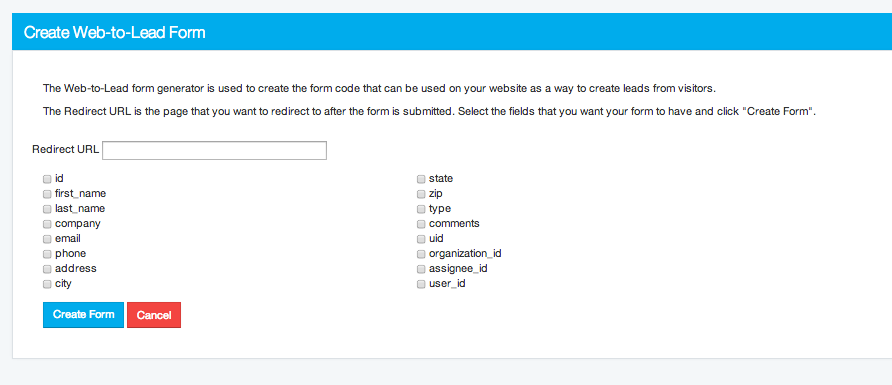 Create Web-to-Lead Form
The Web-to-Lead form generator is used to create the form code that can be used on your website as a way to create leads from visitors.
The Redirect URL is the page that you want to redirect to after the form is submitted. Select the fields that you want your form to have and click "Create Form".
Redirect URL
id
first_name
last_name
company
email
phone
address
city
state
zip
type
comments
uid
organization_id
assignee_id
user_id
Create Form
Cancel